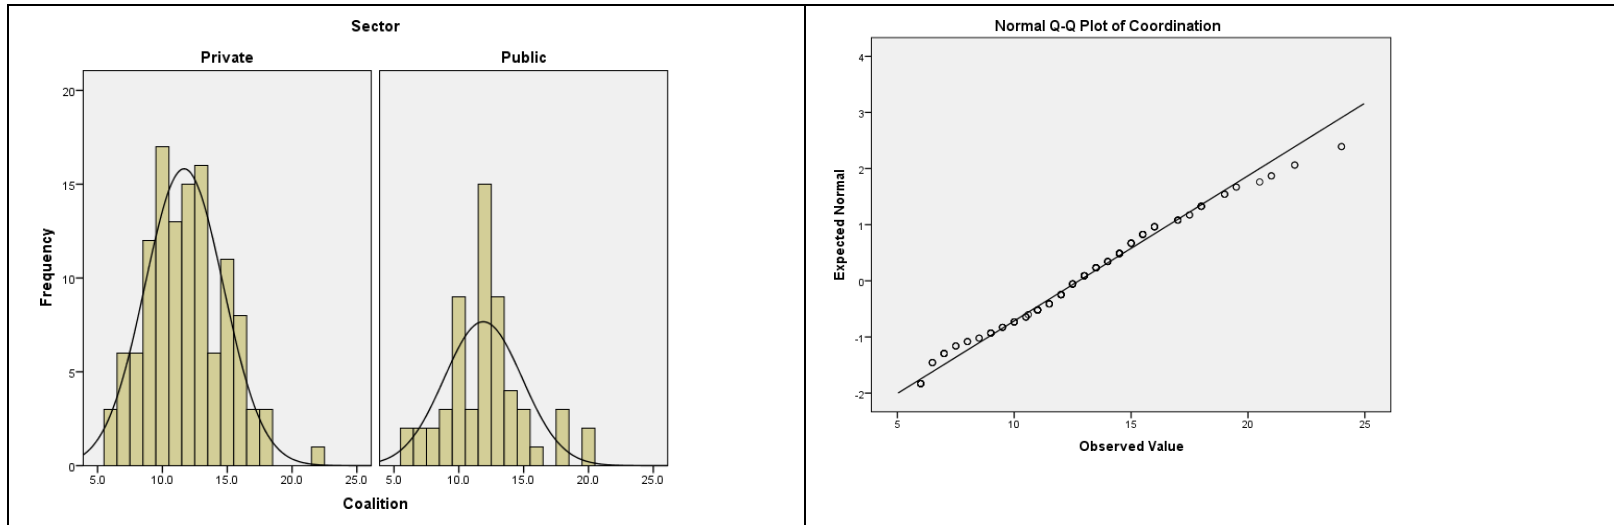 Sector
Private Public
20
15
10
5
0
Frequency
5.0 10.0 15.0 20.0 25.0 5.0 10.0 15.0 20.0 25.0
Coalition
Normal Q-Q Plot of Coordination
4
3
2
1
0
-1
-2
Expected Normal
5 10 15 20 25
Observed Value